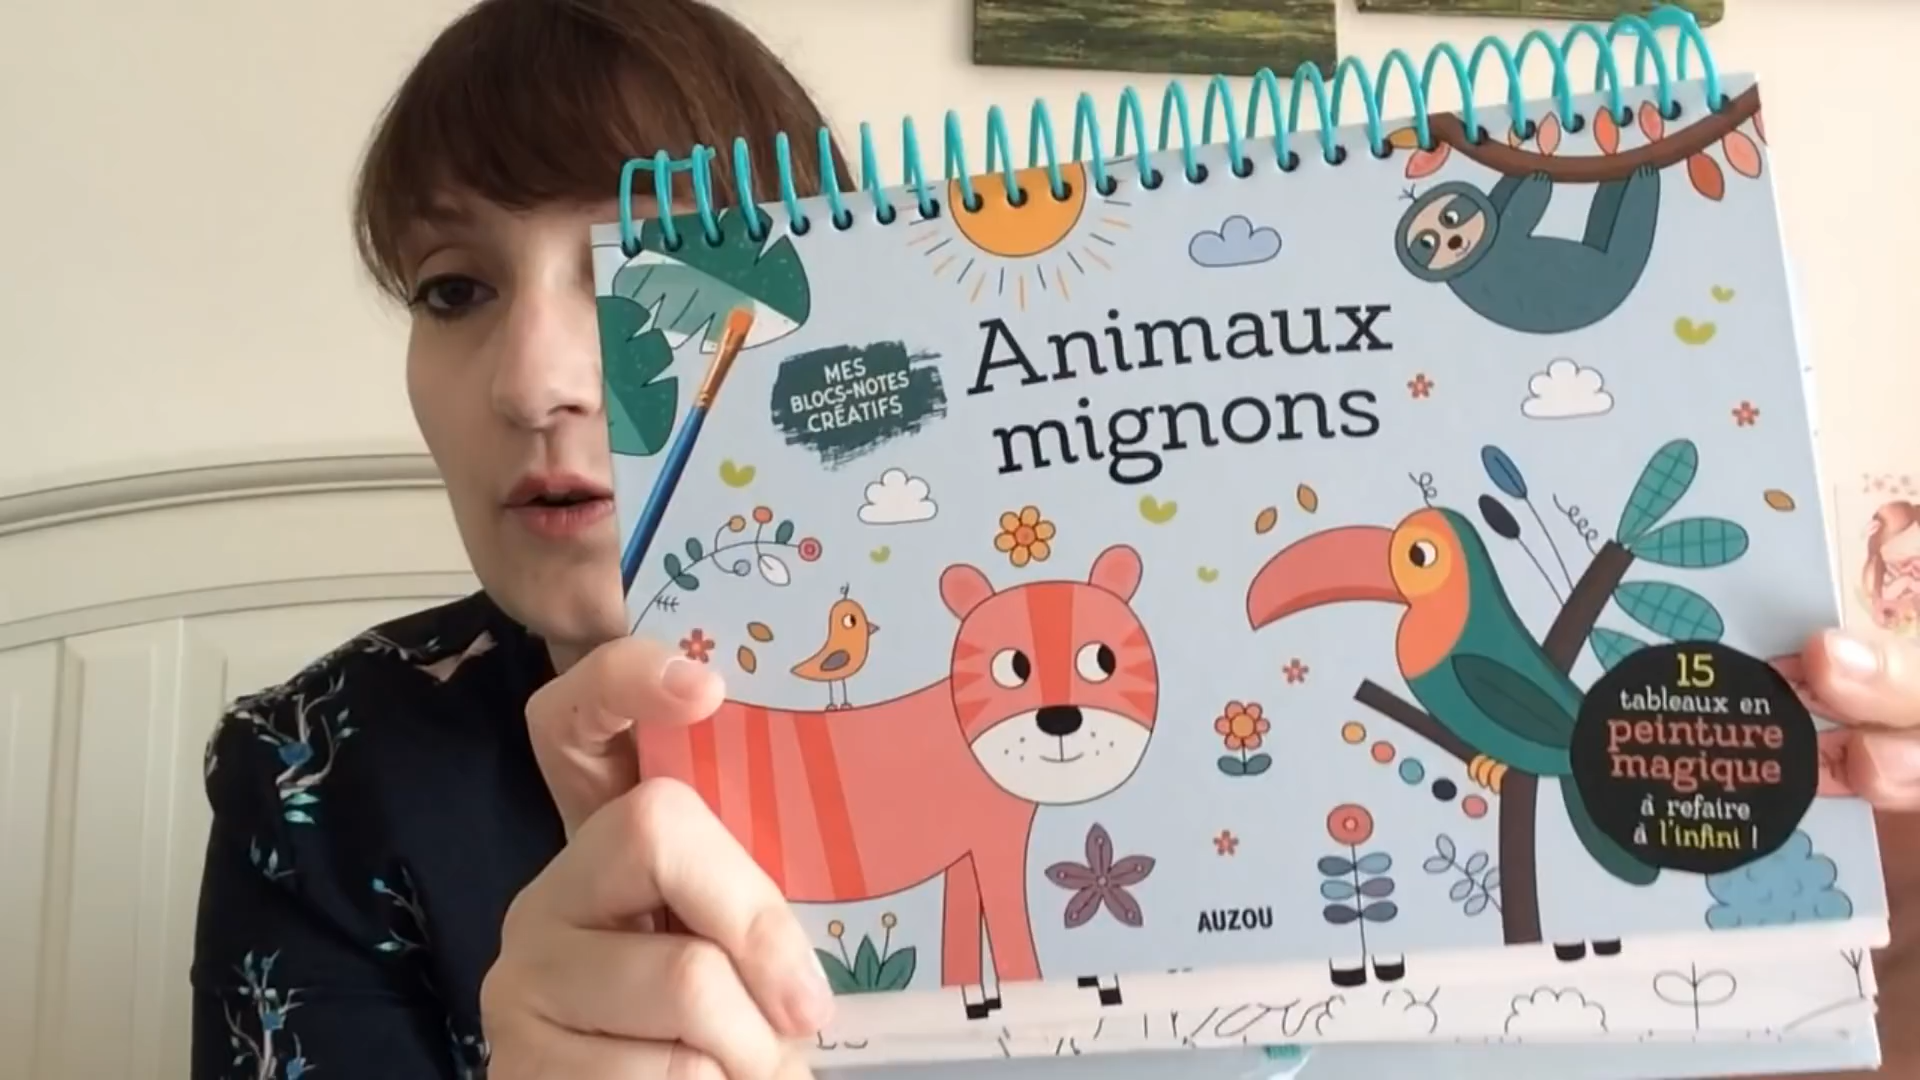 MES
BLOCS-NOTES
CRÉATIFS
Animaux
mignons
15
tableaux en
peinture
magique
à refaire
à l'infini !
AUZOU